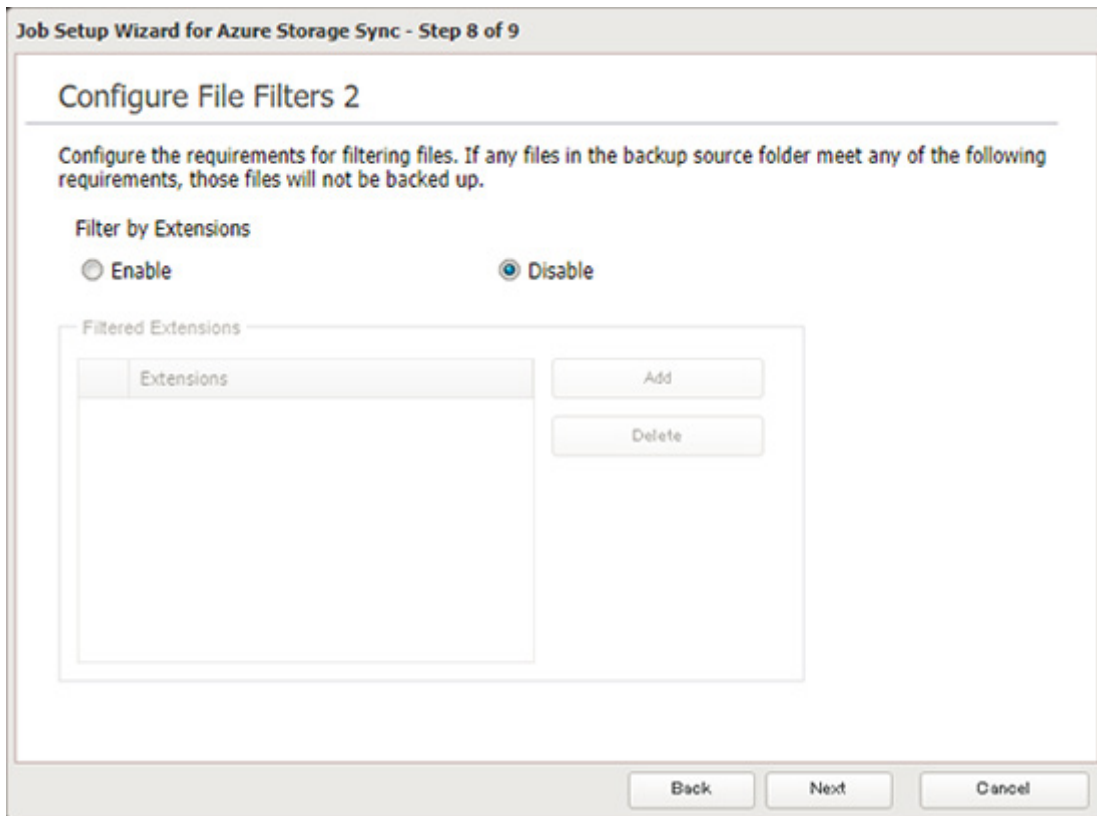 Job Setup Wizard for Azure Storage Sync - Step 8 of 9
Configure File Filters 2
Configure the requirements for filtering files. If any files in the backup source folder meet any of the following
requirements, those files will not be backed up.
Filter by Extensions
Enable Disable
Filtered Extensions
Extensions Add
Delete
Back Next Cancel